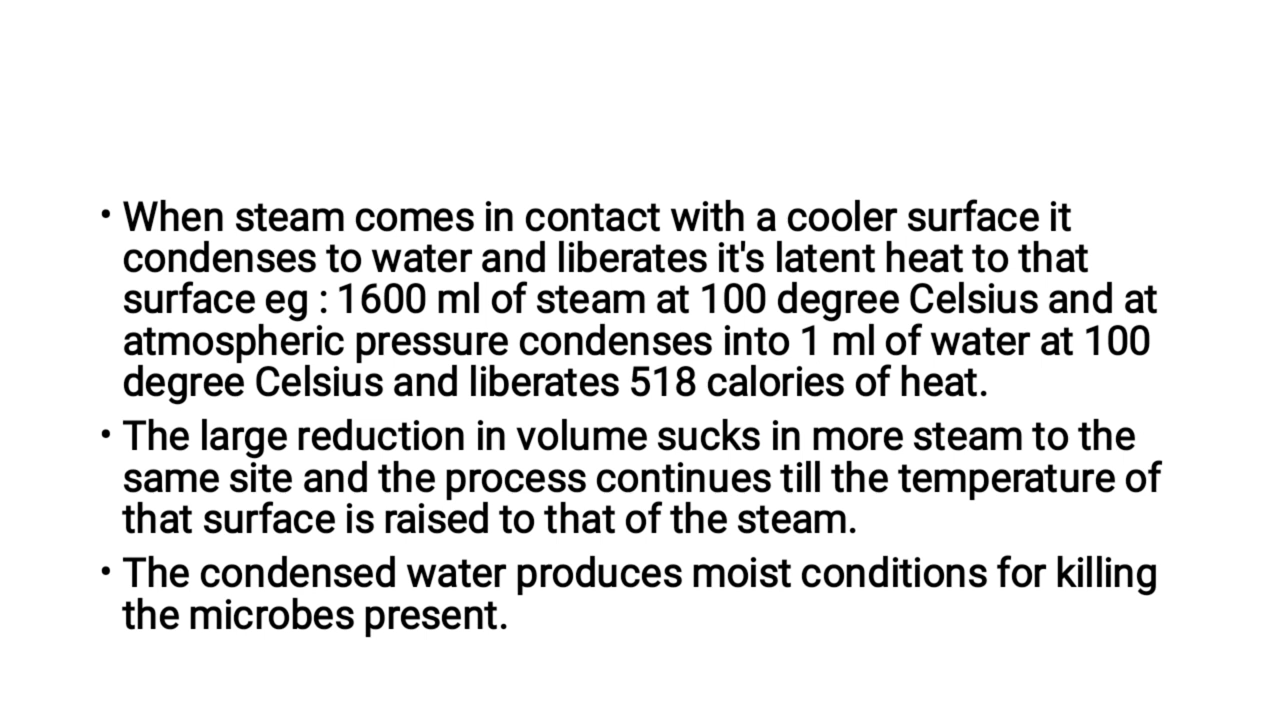 • When steam comes in contact with a cooler surface it
condenses to water and liberates it's latent heat to that
surface eg : 1600 ml of steam at 100 degree Celsius and at
atmospheric pressure condenses into 1 ml of water at 100
degree Celsius and liberates 518 calories of heat.
• The large reduction in volume sucks in more steam to the
same site and the process continues till the temperature of
that surface is raised to that of the steam.
• The condensed water produces moist conditions for killing
the microbes present.